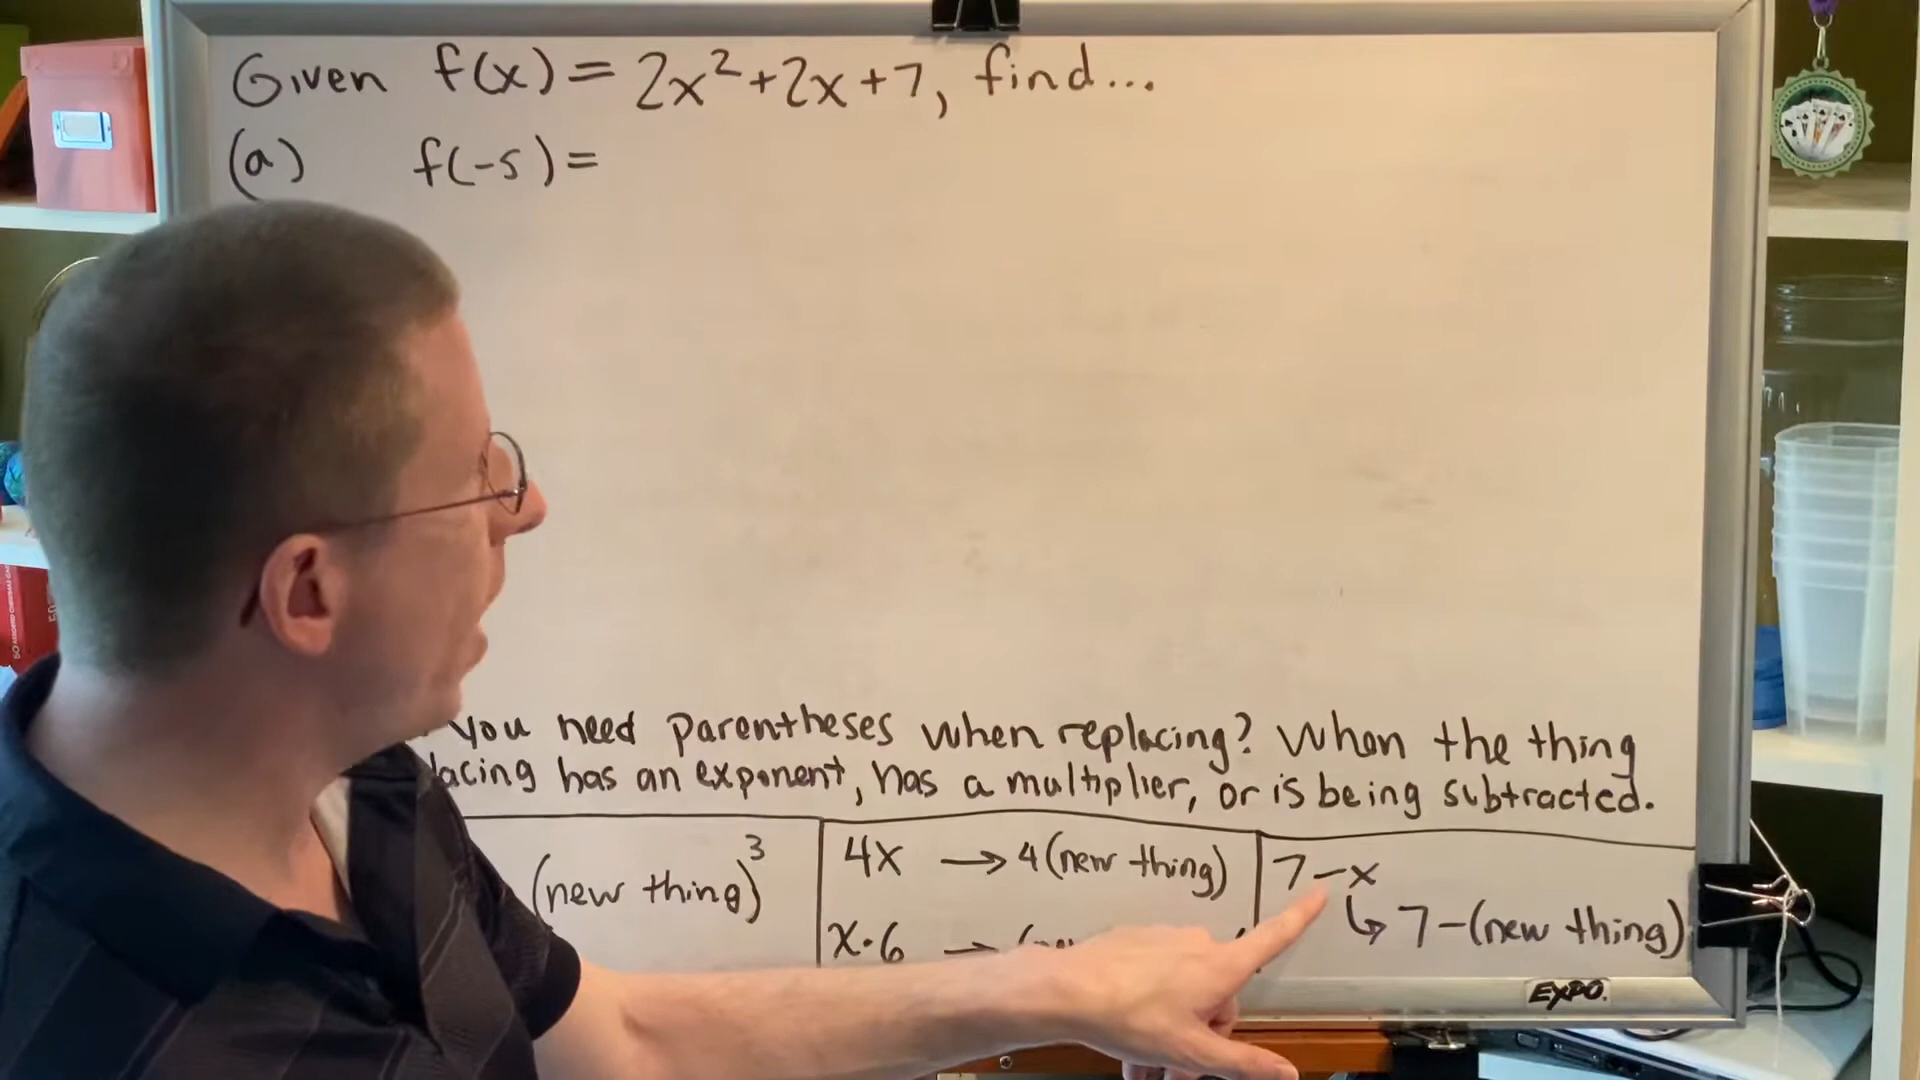 Given f(x) = 2x²+2x+7, find...
(a) f(-5)=
you need parentheses when replacing? When the thing
lacing has an exponent, has a multiplier, or is being subtracted.
(new thing)³
4x → 4(new thing)
x·6 →
7-x
↳ 7-(new thing)
EXPO.